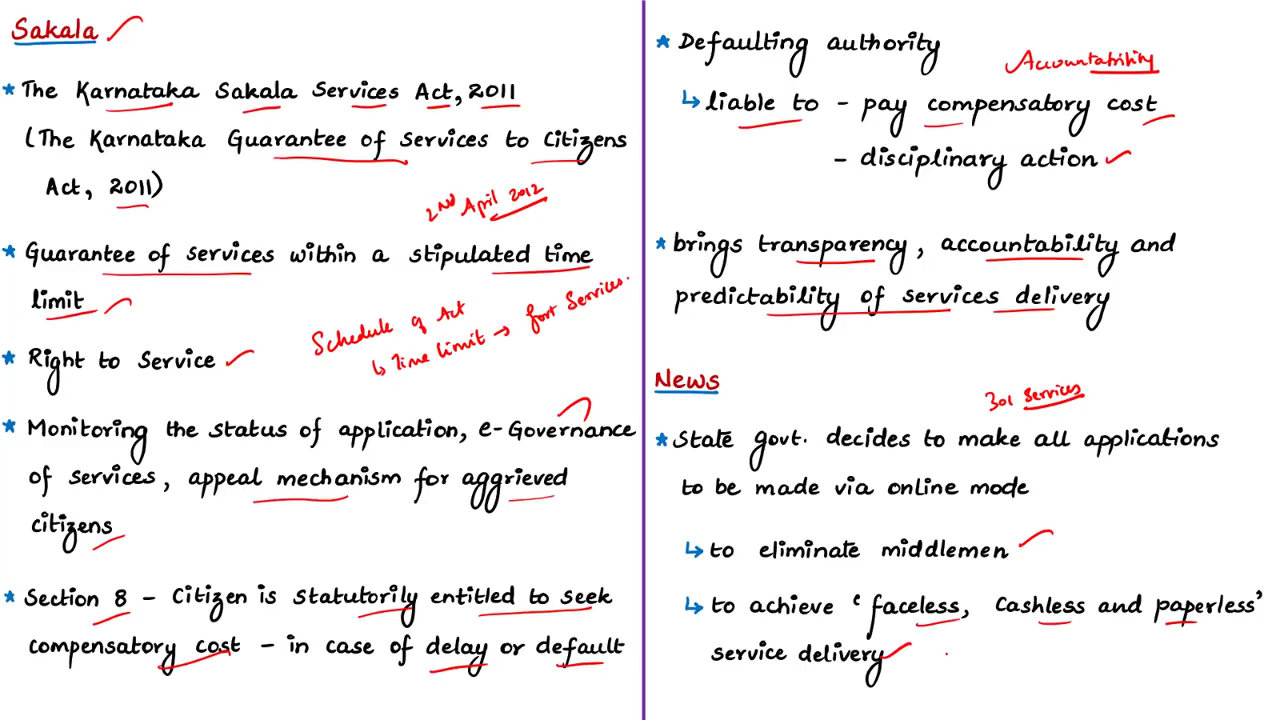 Sakala
* The Karnataka Sakala Services Act, 2011
(The Karnataka Guarantee of Services to Citizens
Act, 2011)
2nd April 2012
* Guarantee of services within a stipulated time
limit
Schedule of Act
↳ Time limit → for Services.
* Right to Service
* Monitoring the status of application, e-Governance
of services, appeal mechanism for aggrieved
citizens
* Section 8 - Citizen is statutorily entitled to seek
compensatory cost - in case of delay or default
* Defaulting authority
Accountability
↳ liable to - pay compensatory cost
- disciplinary action
* brings transparency, accountability and
predictability of services delivery
News
301 Services
* State govt. decides to make all applications
to be made via online mode
↳ to eliminate middlemen
↳ to achieve 'faceless, Cashless and paperless'
service delivery